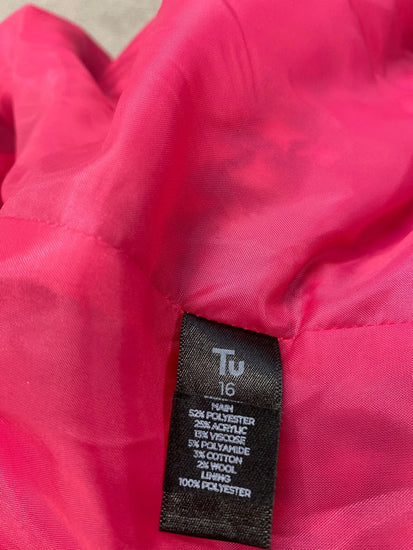 Tu
16
MAIN
52% POLYESTER
25% ACRYLIC
13% VISCOSE
5% POLYAMIDE
3% COTTON
2% WOOL
LINING
100% POLYESTER